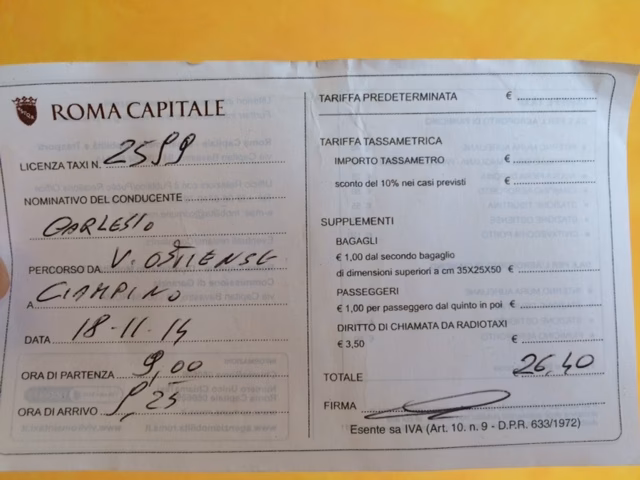 ROMA CAPITALE
LICENZA TAXI N. 2599
NOMINATIVO DEL CONDUCENTE
GARLESIO
PERCORSO DA V. OSTIENSE
A CIAMPINO
DATA 18-11-14
ORA DI PARTENZA 9,00
ORA DI ARRIVO 9,25
TARIFFA PREDETERMINATA €
TARIFFA TASSAMETRICA
IMPORTO TASSAMETRO €
sconto del 10% nei casi previsti €
SUPPLEMENTI
BAGAGLI
€ 1,00 dal secondo bagaglio
di dimensioni superiori a cm 35X25X50 €
PASSEGGERI
€ 1,00 per passeggero dal quinto in poi €
DIRITTO DI CHIAMATA DA RADIOTAXI
€ 3,50 €
TOTALE 26,40
FIRMA
Esente sa IVA (Art. 10. n. 9 - D.P.R. 633/1972)